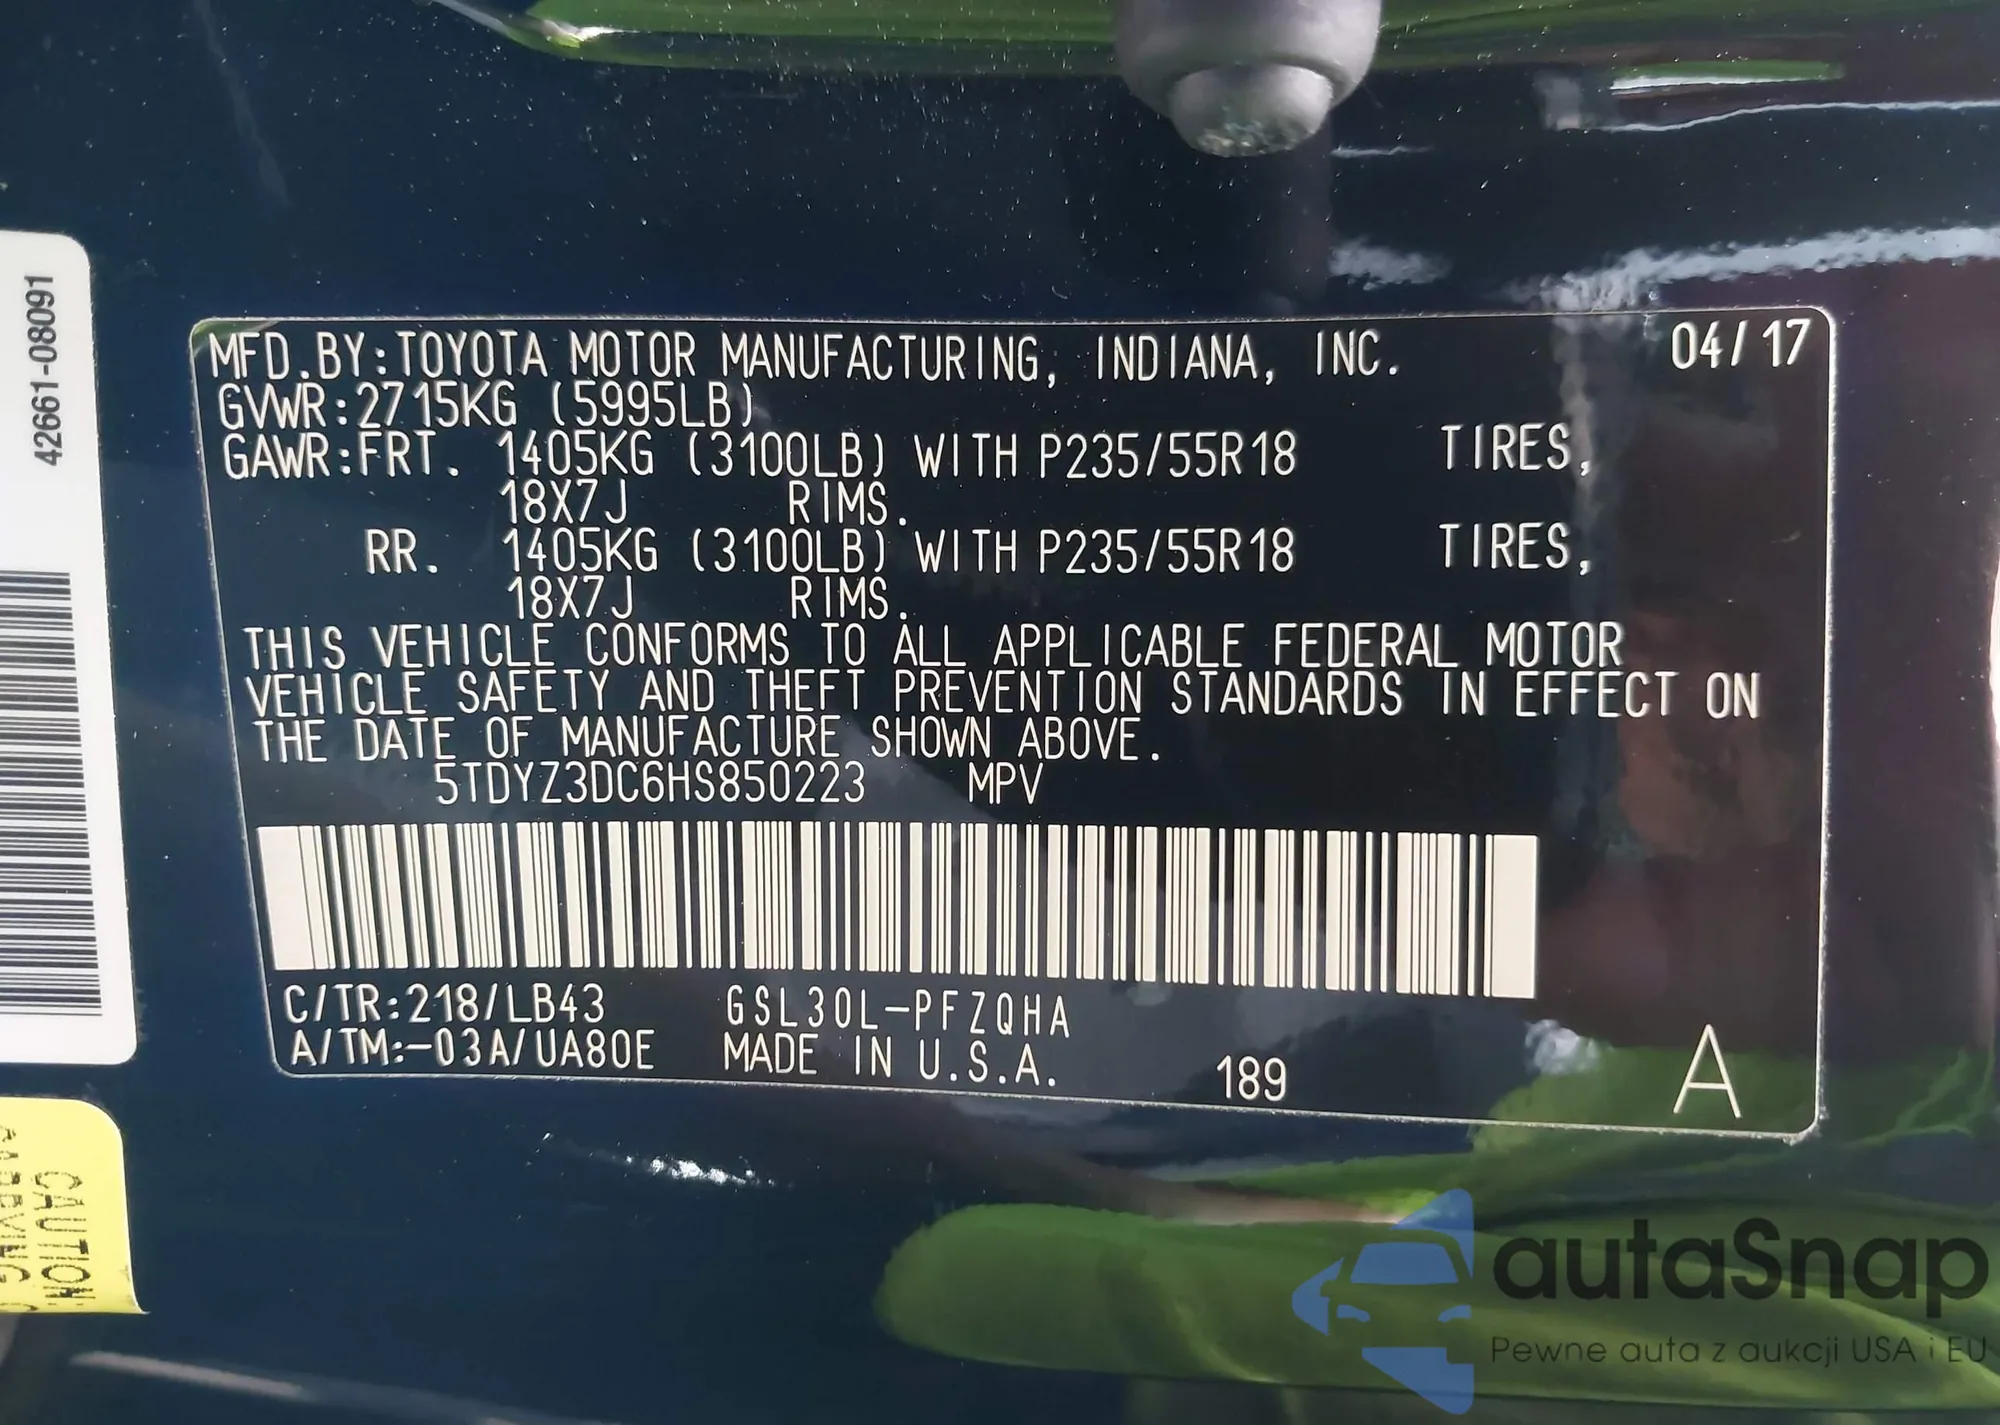 42661-08091
MFD.BY:TOYOTA MOTOR MANUFACTURING, INDIANA, INC. 04/17
GVWR:2715KG (5995LB)
GAWR:FRT. 1405KG (3100LB) WITH P235/55R18 TIRES,
18X7J RIMS.
RR. 1405KG (3100LB) WITH P235/55R18 TIRES,
18X7J RIMS.
THIS VEHICLE CONFORMS TO ALL APPLICABLE FEDERAL MOTOR
VEHICLE SAFETY AND THEFT PREVENTION STANDARDS IN EFFECT ON
THE DATE OF MANUFACTURE SHOWN ABOVE.
5TDYZ3DC6HS850223 MPV
C/TR:218/LB43 GSL30L-PFZQHA
A/TM:-03A/UA80E MADE IN U.S.A. 189 A
CAUTION:
autaSnap
Pewne auta z aukcji USA i EU